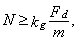 N ≥ k_g F_d / m,